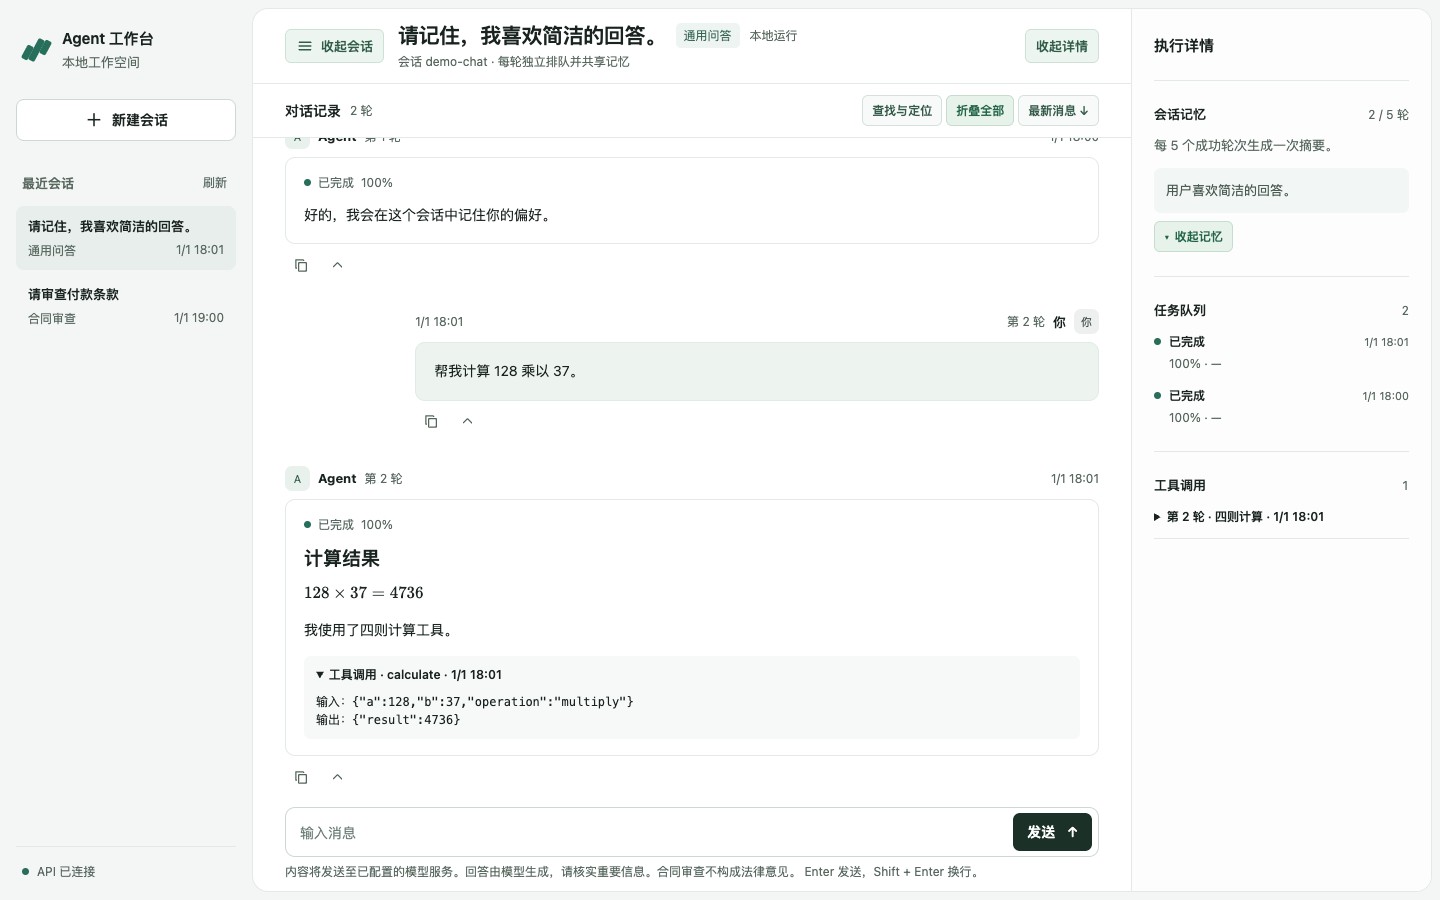 Agent 工作台
本地工作空间
新建会话
最近会话 刷新
请记住，我喜欢简洁的回答。
通用问答 1/1 18:01
请审查付款条款
合同审查 1/1 19:00
API 已连接
收起会话
请记住，我喜欢简洁的回答。 通用问答 本地运行
会话 demo-chat · 每轮独立排队并共享记忆
收起详情
对话记录 2 轮
查找与定位 折叠全部 最新消息 ↓
A Agent 第 1 轮 1/1 18:00
已完成 100%
好的，我会在这个会话中记住你的偏好。
1/1 18:01 第 2 轮 你 你
帮我计算 128 乘以 37。
A Agent 第 2 轮 1/1 18:01
已完成 100%
计算结果
128 × 37 = 4736
我使用了四则计算工具。
▼ 工具调用 · calculate · 1/1 18:01
输入: {"a":128,"b":37,"operation":"multiply"}
输出: {"result":4736}
输入消息
发送 ↑
内容将发送至已配置的模型服务。回答由模型生成，请核实重要信息。合同审查不构成法律意见。 Enter 发送，Shift + Enter 换行。
执行详情
会话记忆 2 / 5 轮
每 5 个成功轮次生成一次摘要。
用户喜欢简洁的回答。
▾ 收起记忆
任务队列 2
已完成 1/1 18:01
100% · —
已完成 1/1 18:00
100% · —
工具调用 1
▶ 第 2 轮 · 四则计算 · 1/1 18:01